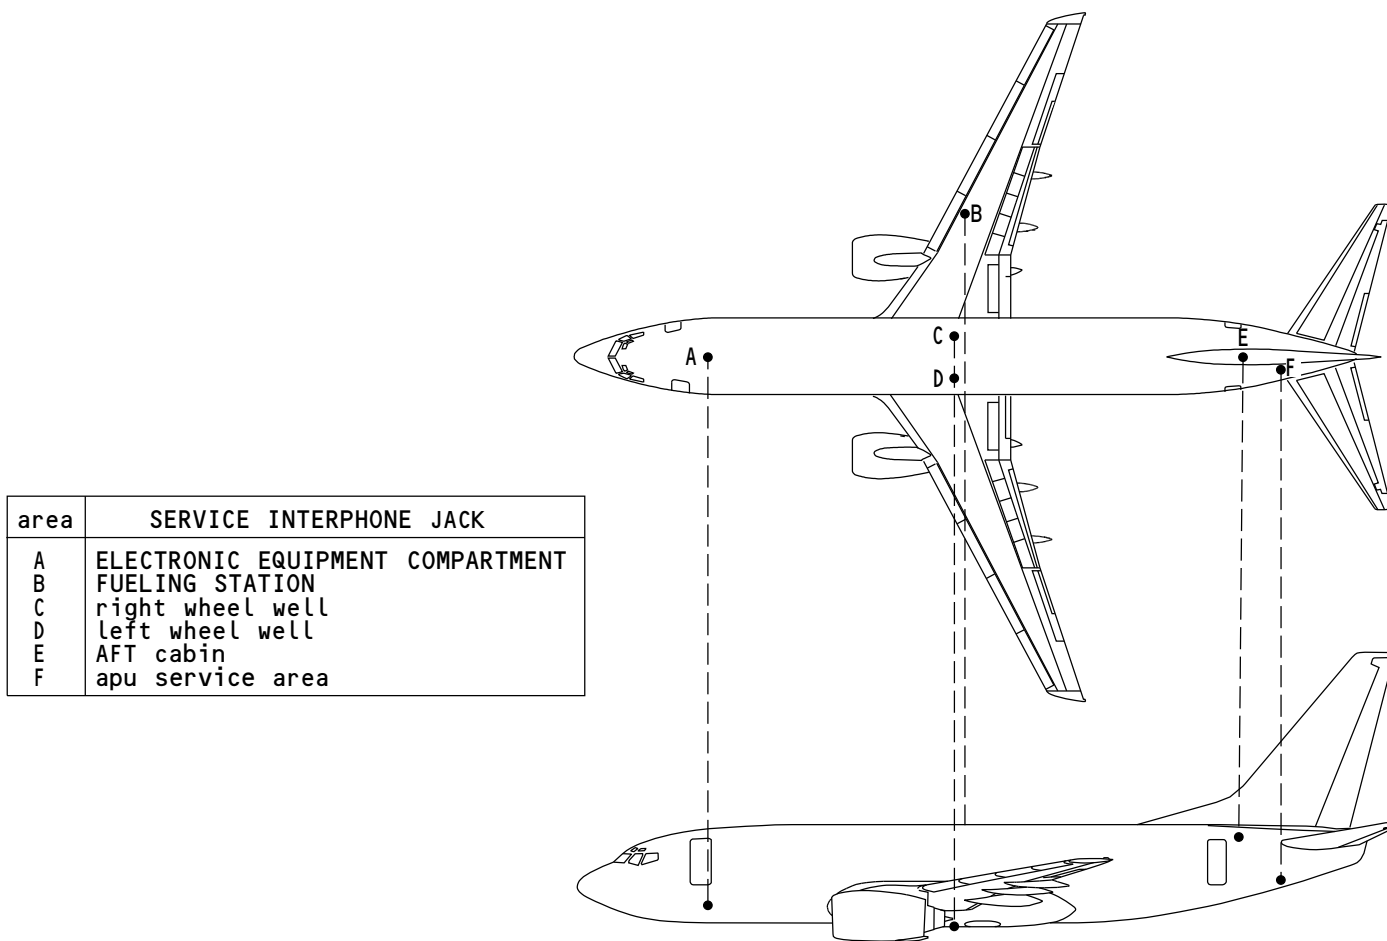 B
C
A
E
D
F
area SERVICE INTERPHONE JACK
A ELECTRONIC EQUIPMENT COMPARTMENT
B FUELING STATION
C right wheel well
D left wheel well
E AFT cabin
F apu service area